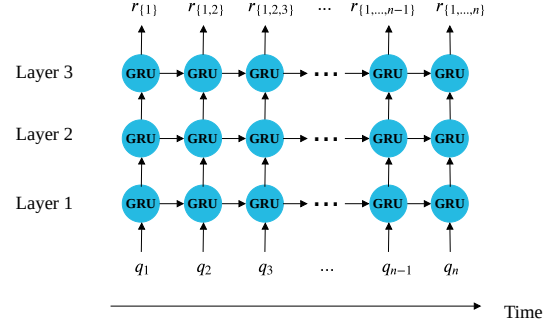 r{1} r{1,2} r{1,2,3} ... r{1,...,n−1} r{1,...,n}
Layer 3 GRU GRU GRU ... GRU GRU
Layer 2 GRU GRU GRU ... GRU GRU
Layer 1 GRU GRU GRU ... GRU GRU
q1 q2 q3 ... qn−1 qn
Time